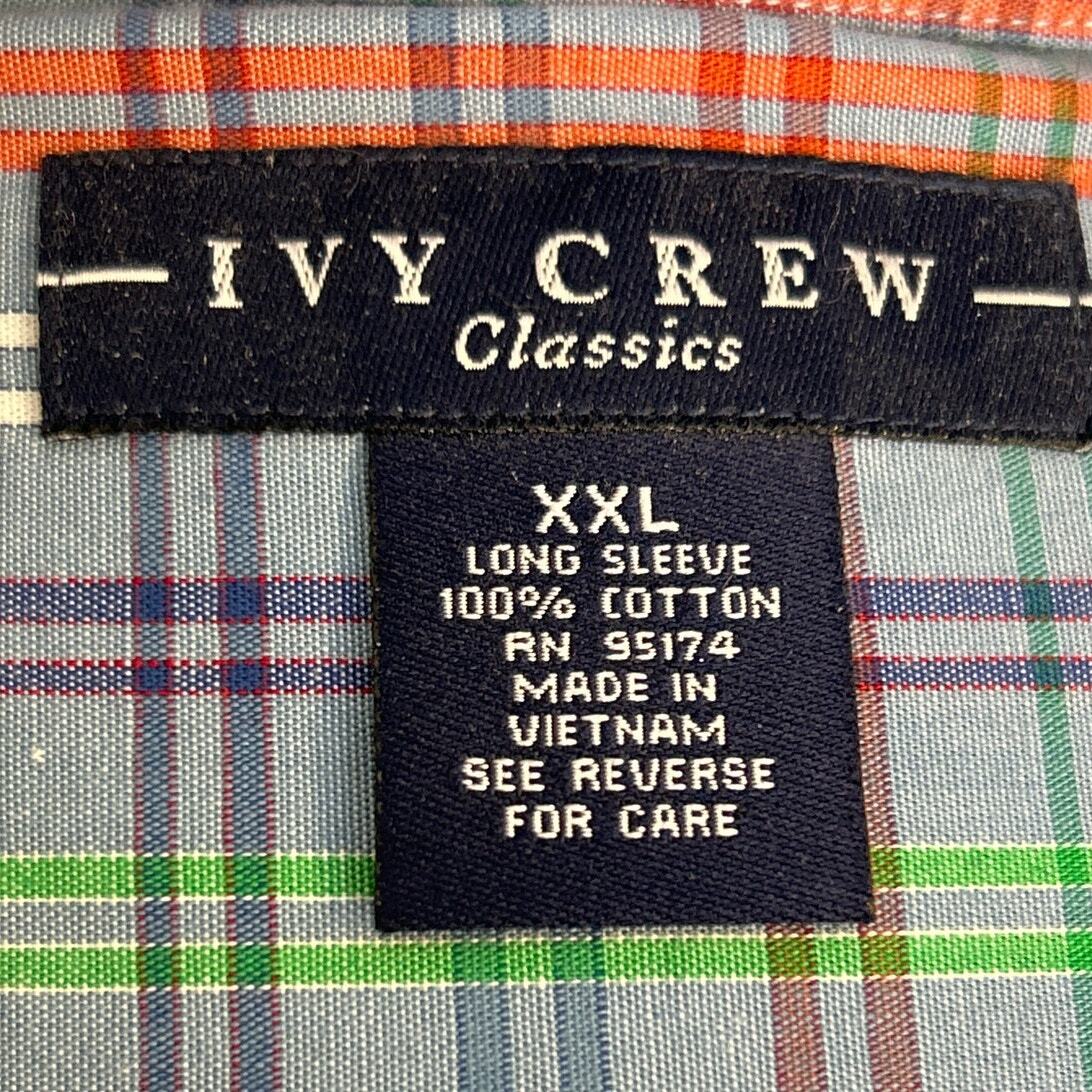 IVY CREW
Classics
XXL
LONG SLEEVE
100% COTTON
RN 95174
MADE IN
VIETNAM
SEE REVERSE
FOR CARE